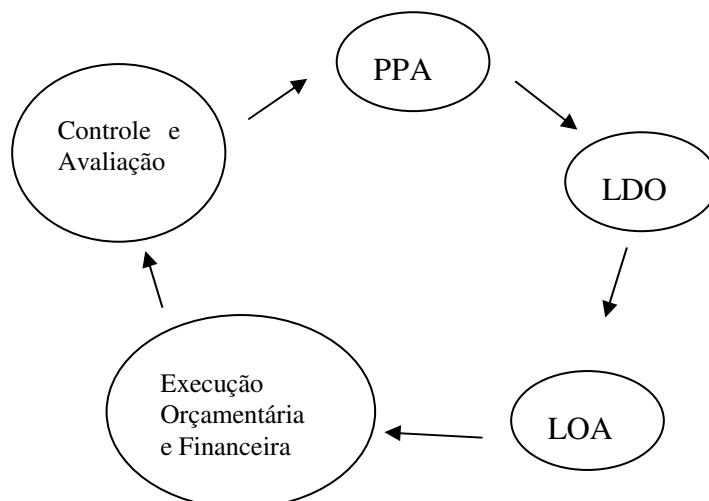 PPA
Controle e
Avaliação
LDO
Execução
Orçamentária
e Financeira
LOA